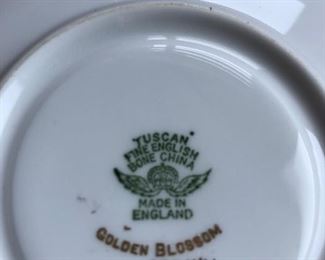 TUSCAN
FINE ENGLISH
BONE CHINA
MADE IN
ENGLAND
GOLDEN BLOSSOM